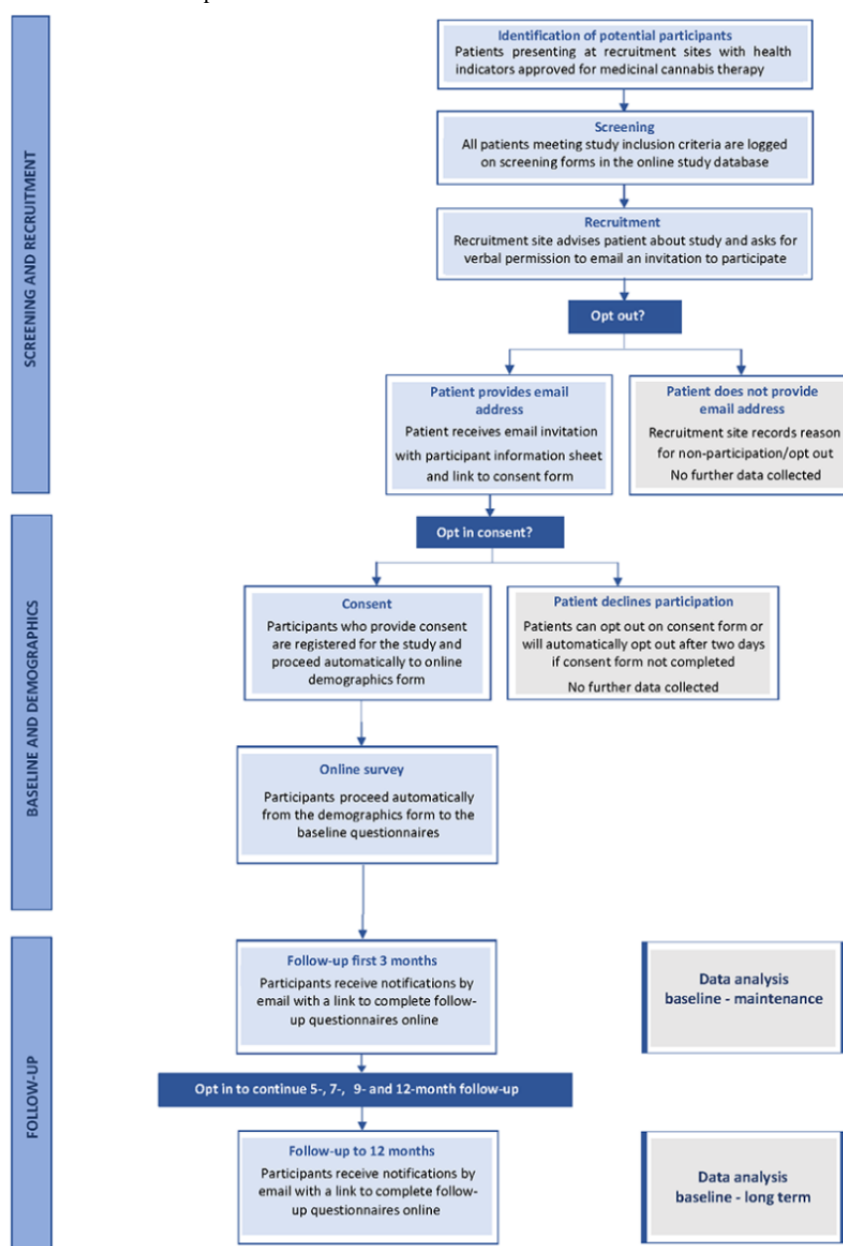 Identification of potential participants
Patients presenting at recruitment sites with health
indicators approved for medicinal cannabis therapy
Screening
All patients meeting study inclusion criteria are logged
on screening forms in the online study database
Recruitment
Recruitment site advises patient about study and asks for
verbal permission to email an invitation to participate
SCREENING AND RECRUITMENT
Opt out?
Patient provides email
address
Patient receives email invitation
with participant information sheet
and link to consent form
Patient does not provide
email address
Recruitment site records reason
for non-participation/opt out
No further data collected
Opt in consent?
BASELINE AND DEMOGRAPHICS
Consent
Participants who provide consent
are registered for the study and
proceed automatically to online
demographics form
Patient declines participation
Patients can opt out on consent form or
will automatically opt out after two days
if consent form not completed
No further data collected
Online survey
Participants proceed automatically
from the demographics form to the
baseline questionnaires
FOLLOW-UP
Follow-up first 3 months
Participants receive notifications by
email with a link to complete follow-
up questionnaires online
Data analysis
baseline - maintenance
Opt in to continue 5-, 7-, 9- and 12-month follow-up
Follow-up to 12 months
Participants receive notifications by
email with a link to complete follow-
up questionnaires online
Data analysis
baseline - long term